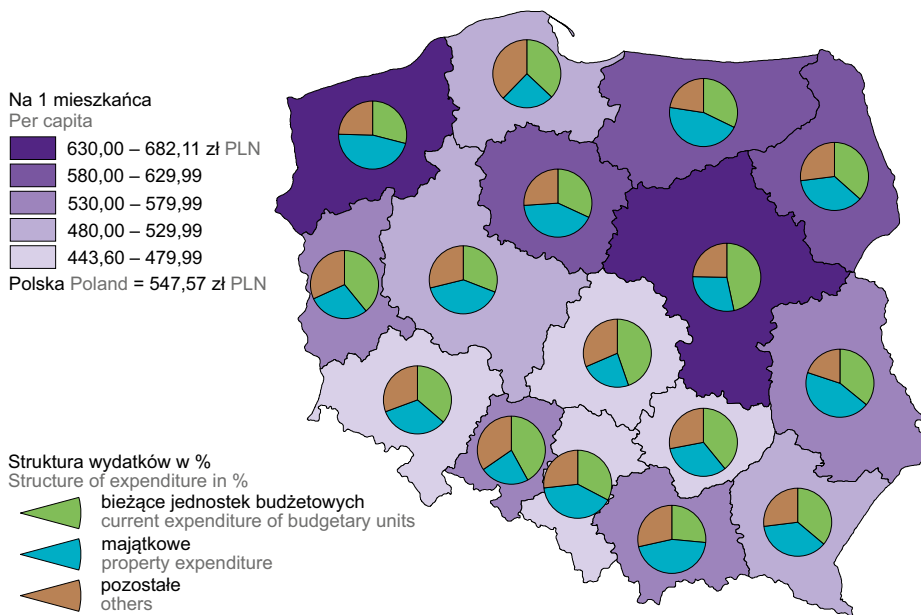 Na 1 mieszkańca
Per capita
630,00 – 682,11 zł PLN
580,00 – 629,99
530,00 – 579,99
480,00 – 529,99
443,60 – 479,99
Polska Poland = 547,57 zł PLN
Struktura wydatków w %
Structure of expenditure in %
bieżące jednostek budżetowych
current expenditure of budgetary units
majątkowe
property expenditure
pozostałe
others